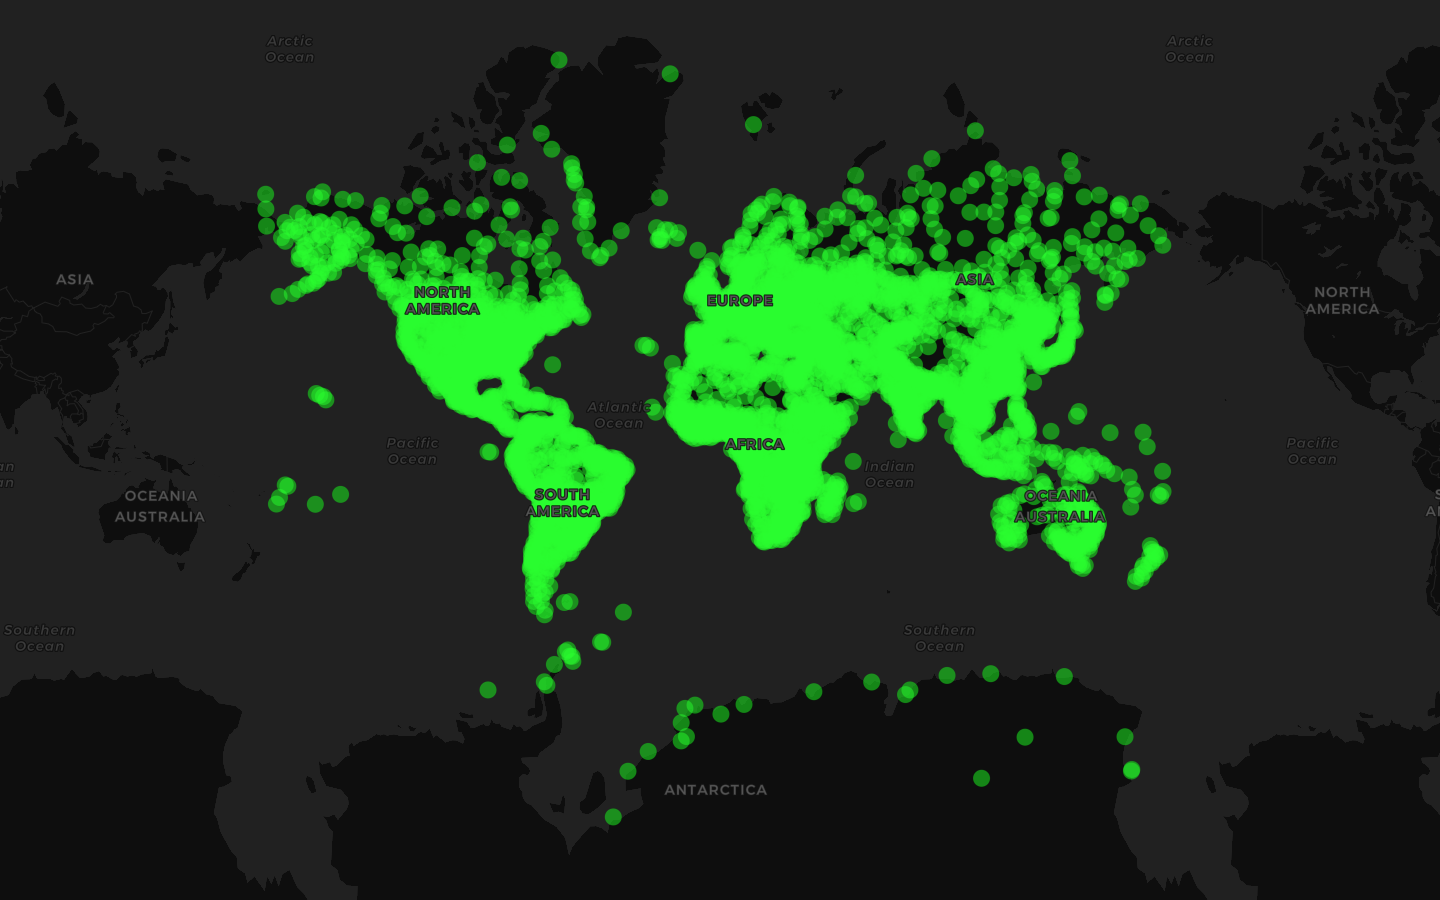 Arctic
Ocean
Arctic
Ocean
ASIA
NORTH
AMERICA
EUROPE
ASIA
NORTH
AMERICA
Atlantic
Ocean
Pacific
Ocean
AFRICA
Pacific
Ocean
an
an
Indian
Ocean
OCEANIA
AUSTRALIA
SOUTH
AMERICA
OCEANIA
AUSTRALIA
S
A
Southern
Ocean
Southern
Ocean
ANTARCTICA